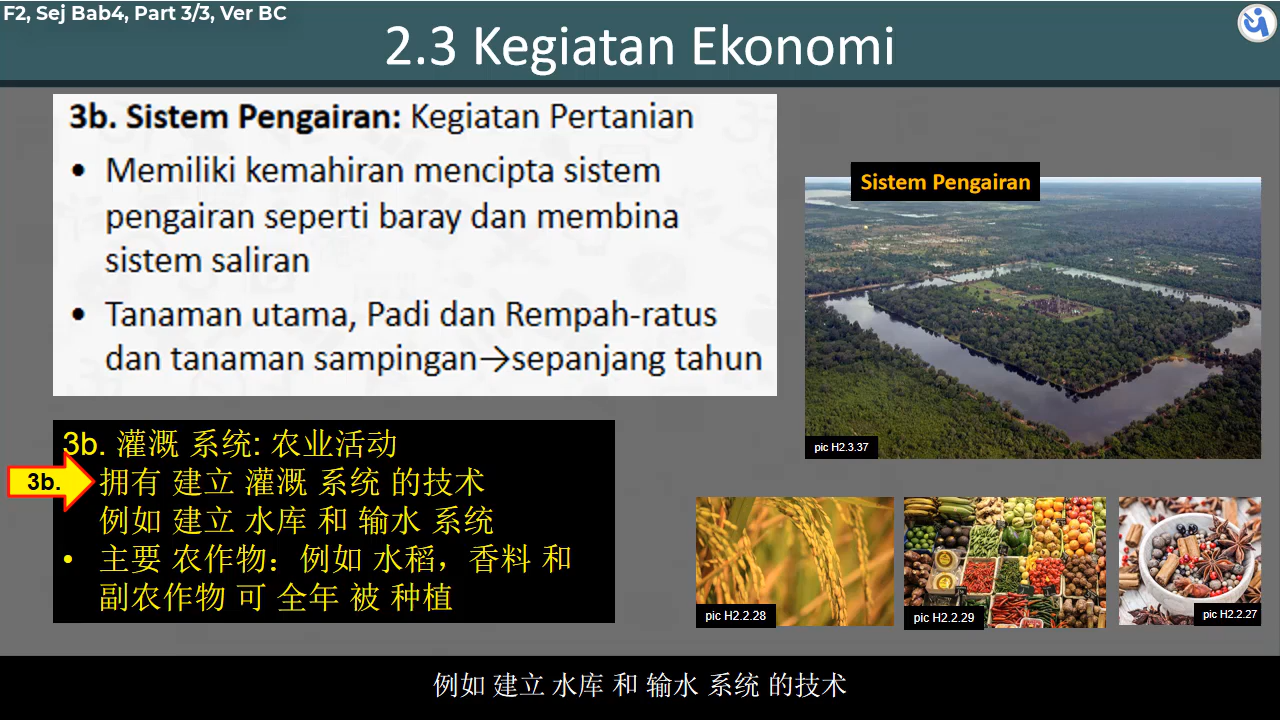 F2, Sej Bab4, Part 3/3, Ver BC
2.3 Kegiatan Ekonomi
3b. Sistem Pengairan: Kegiatan Pertanian
• Memiliki kemahiran mencipta sistem
pengairan seperti baray dan membina
sistem saliran
• Tanaman utama, Padi dan Rempah-ratus
dan tanaman sampingan→sepanjang tahun
Sistem Pengairan
pic H2.3.37
3b. 灌溉 系统: 农业活动
3b.
拥有 建立 灌溉 系统 的技术
例如 建立 水库 和 输水 系统
• 主要 农作物：例如 水稻，香料 和
副农作物 可 全年 被 种植
pic H2.2.28
pic H2.2.29
pic H2.2.27
例如 建立 水库 和 输水 系统 的技术